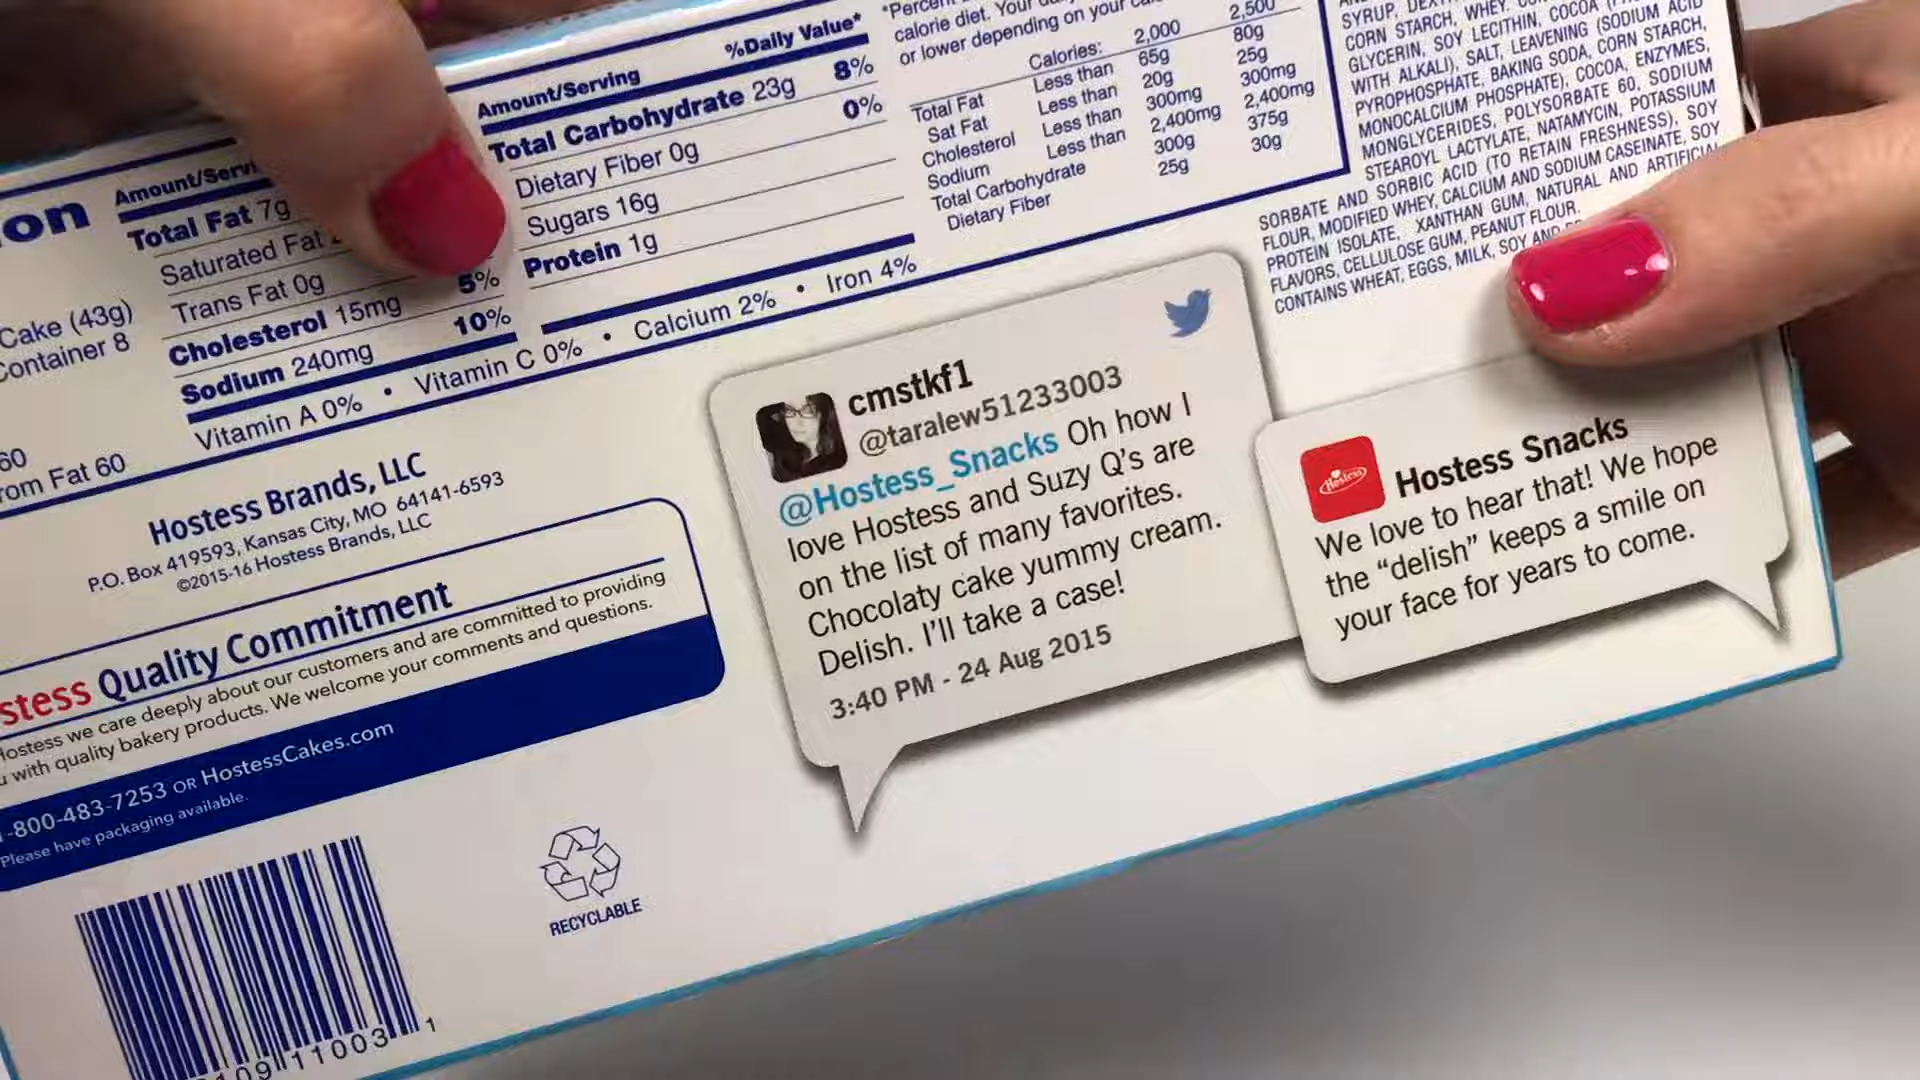 on
Cake (43g)
Container 8
60
rom Fat 60
Amount/Servi
Total Fat 7g
Saturated Fat
Trans Fat 0g
Cholesterol 15mg 5%
Sodium 240mg 10%
Amount/Serving %Daily Value*
Total Carbohydrate 23g 8%
Dietary Fiber 0g 0%
Sugars 16g
Protein 1g
Vitamin A 0% • Vitamin C 0% • Calcium 2% • Iron 4%
calorie diet. Your
or lower depending on your
Calories: 2,000 2,500
Total Fat Less than 65g 80g
Sat Fat Less than 20g 25g
Cholesterol Less than 300mg 300mg
Sodium Less than 2,400mg 2,400mg
Total Carbohydrate 300g 375g
Dietary Fiber 25g 30g
SYRUP,
CORN STARCH, WHEY,
GLYCERIN, SOY LECITHIN, COCOA
WITH ALKALI), SALT, LEAVENING (SODIUM ACID
PYROPHOSPHATE, BAKING SODA, CORN STARCH,
MONOCALCIUM PHOSPHATE), COCOA, ENZYMES,
MONGLYCERIDES, POLYSORBATE 60, SODIUM
STEAROYL LACTYLATE, NATAMYCIN, POTASSIUM
SORBATE AND SORBIC ACID (TO RETAIN FRESHNESS), SOY
FLOUR, MODIFIED WHEY, CALCIUM AND SODIUM CASEINATE, SOY
PROTEIN ISOLATE, XANTHAN GUM, NATURAL AND ARTIFICIAL
FLAVORS, CELLULOSE GUM, PEANUT FLOUR.
CONTAINS WHEAT, EGGS, MILK, SOY AND
Hostess Brands, LLC
P.O. Box 419593, Kansas City, MO 64141-6593
©2015-16 Hostess Brands, LLC
stess Quality Commitment
Hostess we care deeply about our customers and are committed to providing
u with quality bakery products. We welcome your comments and questions.
1-800-483-7253 OR HostessCakes.com
Please have packaging available.
cmstkf1
@taralew51233003
@Hostess_Snacks Oh how I
love Hostess and Suzy Q's are
on the list of many favorites.
Chocolaty cake yummy cream.
Delish. I'll take a case!
3:40 PM - 24 Aug 2015
Hostess
Hostess Snacks
We love to hear that! We hope
the “delish” keeps a smile on
your face for years to come.
RECYCLABLE
109 11003 1